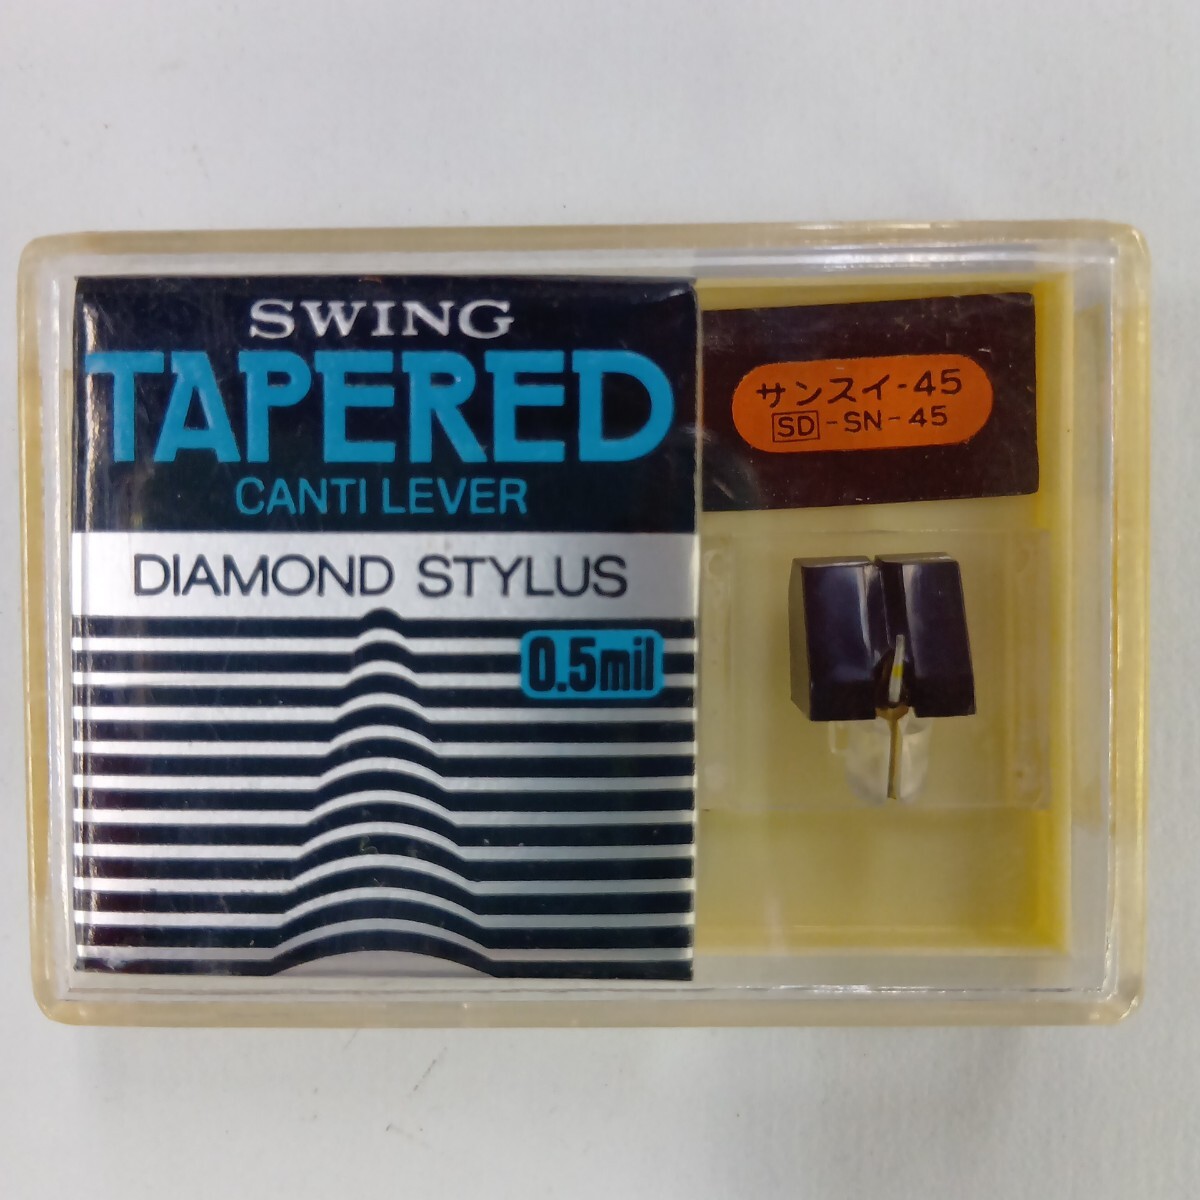 SWING
TAPERED
CANTI LEVER
DIAMOND STYLUS
0.5mil
サンスイ-45
SD-SN-45